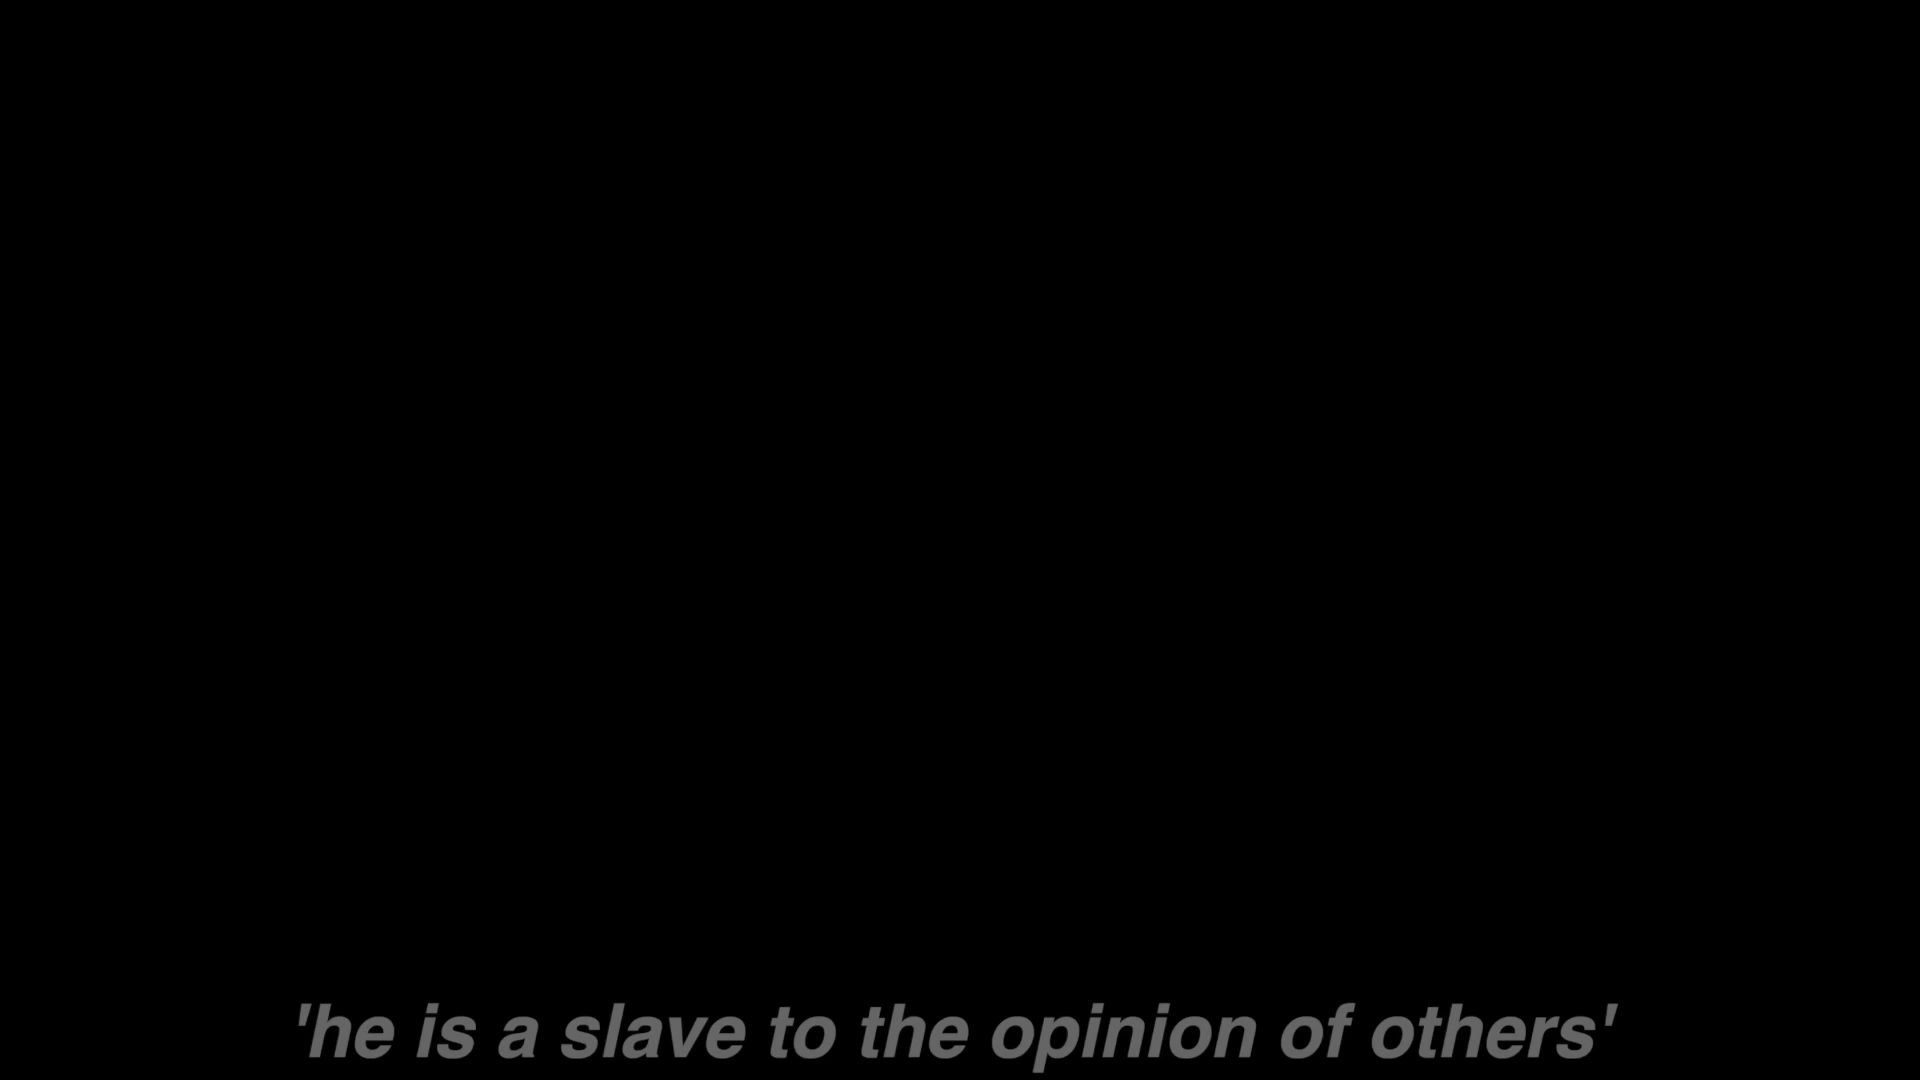 'he is a slave to the opinion of others'